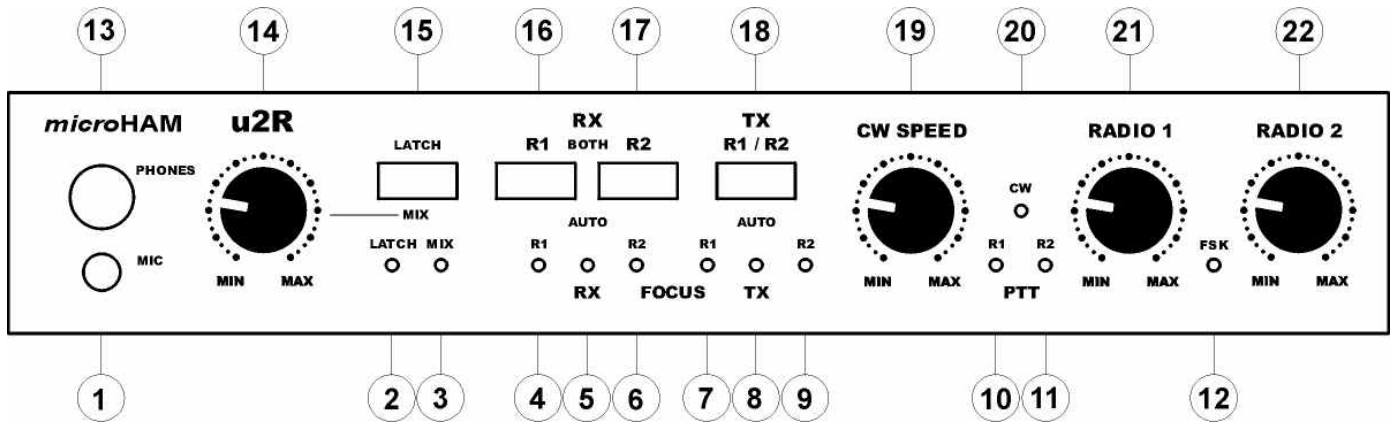 13 14 15 16 17 18 19 20 21 22
microHAM u2R RX TX CW SPEED RADIO 1 RADIO 2
LATCH R1 BOTH R2 R1 / R2
PHONES
CW
MIX AUTO AUTO
LATCH MIX R1 R2 R1 R2 R1 R2 FSK
MIC
MIN MAX MIN MAX MIN MAX MIN MAX
RX FOCUS TX PTT
1 2 3 4 5 6 7 8 9 10 11 12